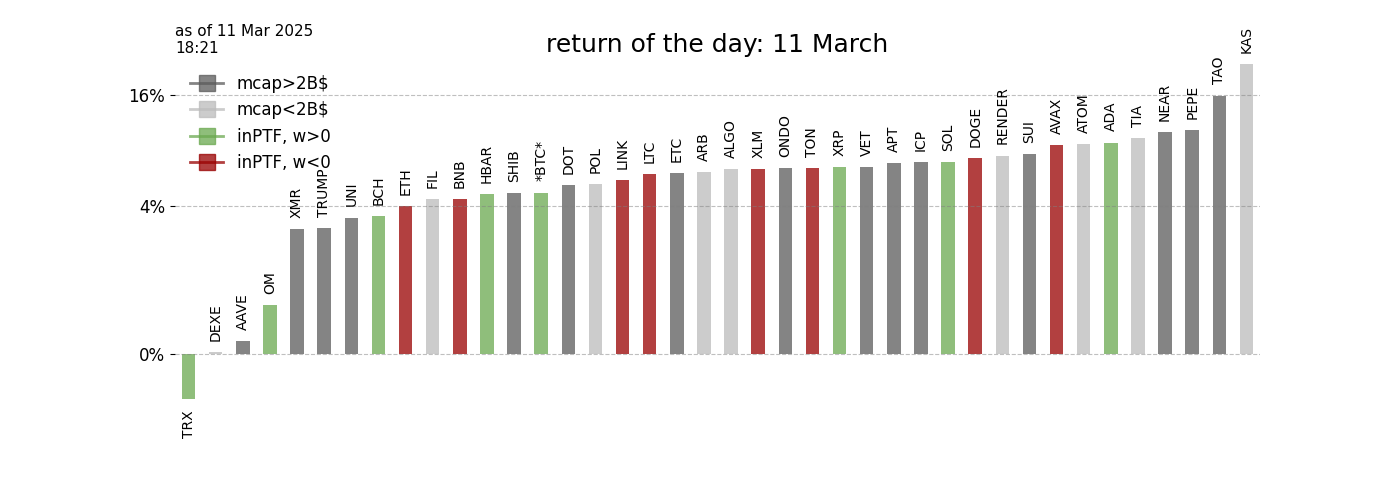 as of 11 Mar 2025
18:21
return of the day: 11 March
mcap>2B$
mcap<2B$
inPTF, w>0
inPTF, w<0
16%
4%
0%
TRX
DEXE
AAVE
OM
XMR
TRUMP
UNI
BCH
ETH
FIL
BNB
HBAR
SHIB
*BTC*
DOT
POL
LINK
LTC
ETC
ARB
ALGO
XLM
ONDO
TON
XRP
VET
APT
ICP
SOL
DOGE
RENDER
SUI
AVAX
ATOM
ADA
TIA
NEAR
PEPE
TAO
KAS